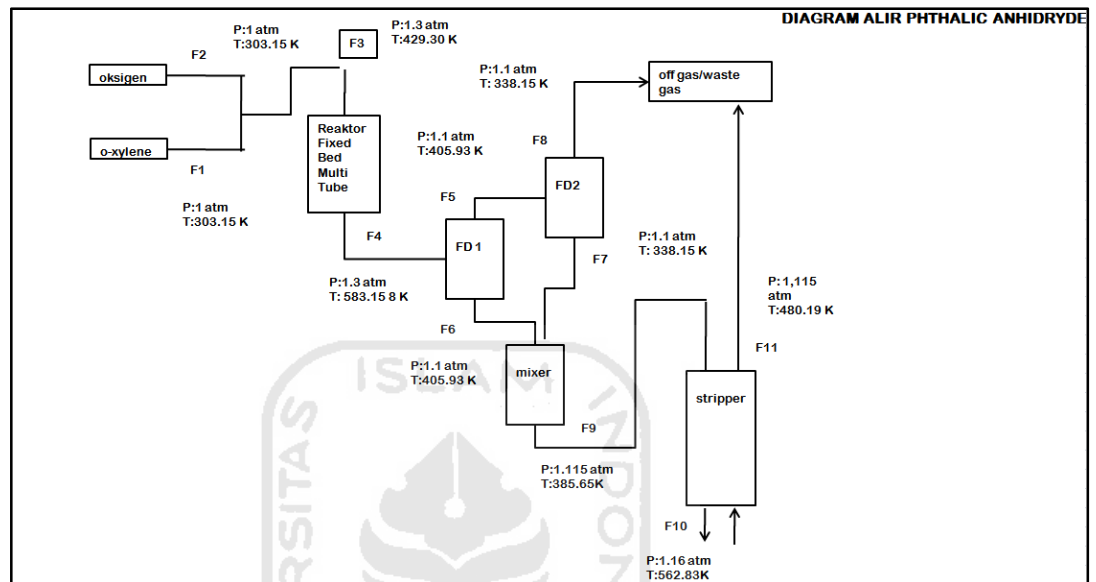 DIAGRAM ALIR PHTHALIC ANHIDRYDE
P:1 atm
T:303.15 K
F2
oksigen
o-xylene
F1
P:1 atm
T:303.15 K
F3
P:1.3 atm
T:429.30 K
Reaktor
Fixed
Bed
Multi
Tube
F4
P:1.3 atm
T: 583.15 8 K
P:1.1 atm
T:405.93 K
F5
FD 1
F6
P:1.1 atm
T:405.93 K
P:1.1 atm
T: 338.15 K
F8
FD2
F7
off gas/waste
gas
mixer
F9
P:1.115 atm
T:385.65K
P:1.1 atm
T: 338.15 K
P: 1,115
atm
T:480.19 K
F11
stripper
F10
P:1.16 atm
T:562.83K
ISLAM
INDON
RSITAS